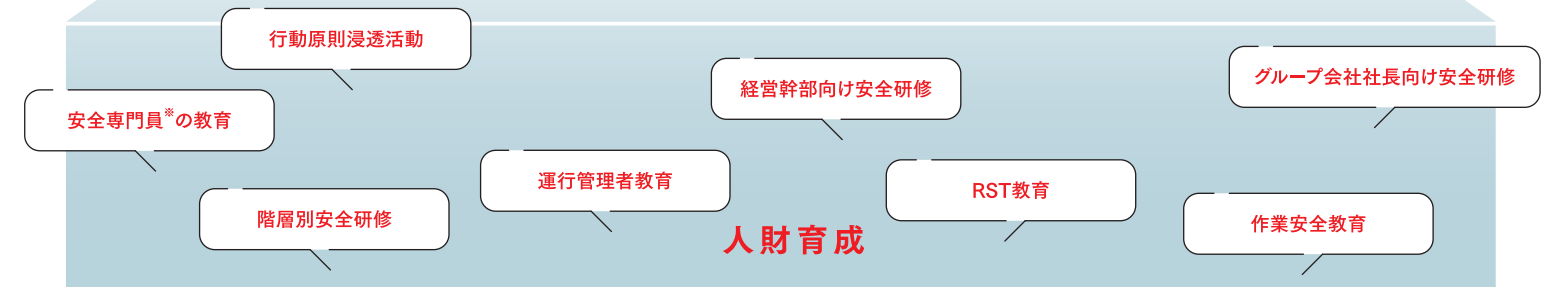 行動原則浸透活動
グループ会社社長向け安全研修
経営幹部向け安全研修
安全専門員※の教育
運行管理者教育
RST教育
階層別安全研修
作業安全教育
人財育成